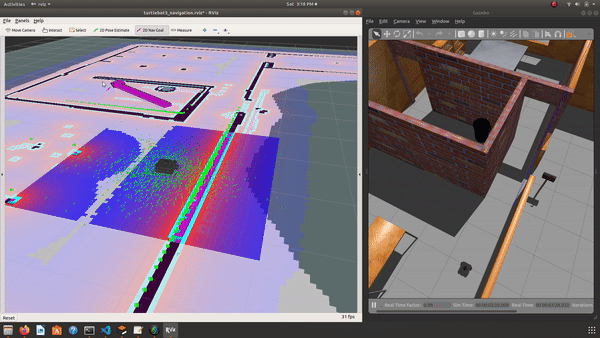 Activities
rviz
Sat 3:16 PM
turtlebot3_navigation.rviz* - RViz
File Panels Help
Move Camera Interact Select 2D Pose Estimate 2D Nav Goal Measure
Reset
31 fps
Gazebo
File Edit Camera View Window Help
Real Time Factor: Sim Time: Real Time: Iterations
RViz